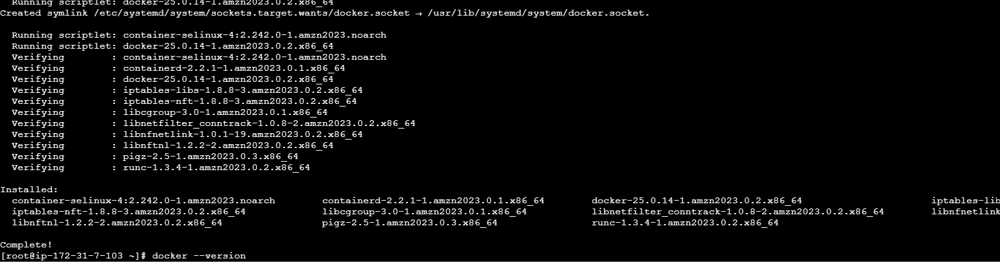 Running scriptlet: docker-25.0.14-1.amzn2023.0.2.x86_64
Created symlink /etc/systemd/system/sockets.target.wants/docker.socket → /usr/lib/systemd/system/docker.socket.
Running scriptlet: container-selinux-4:2.242.0-1.amzn2023.noarch
Running scriptlet: docker-25.0.14-1.amzn2023.0.2.x86_64
Verifying : container-selinux-4:2.242.0-1.amzn2023.noarch
Verifying : containerd-2.2.1-1.amzn2023.0.1.x86_64
Verifying : docker-25.0.14-1.amzn2023.0.2.x86_64
Verifying : iptables-libs-1.8.8-3.amzn2023.0.2.x86_64
Verifying : iptables-nft-1.8.8-3.amzn2023.0.2.x86_64
Verifying : libcgroup-3.0-1.amzn2023.0.1.x86_64
Verifying : libnetfilter_conntrack-1.0.8-2.amzn2023.0.2.x86_64
Verifying : libnfnetlink-1.0.1-19.amzn2023.0.2.x86_64
Verifying : libnftnl-1.2.2-2.amzn2023.0.2.x86_64
Verifying : pigz-2.5-1.amzn2023.0.3.x86_64
Verifying : runc-1.3.4-1.amzn2023.0.2.x86_64
Installed:
container-selinux-4:2.242.0-1.amzn2023.noarch containerd-2.2.1-1.amzn2023.0.1.x86_64 docker-25.0.14-1.amzn2023.0.2.x86_64 iptables-lib
iptables-nft-1.8.8-3.amzn2023.0.2.x86_64 libcgroup-3.0-1.amzn2023.0.1.x86_64 libnetfilter_conntrack-1.0.8-2.amzn2023.0.2.x86_64 libnfnetlink
libnftnl-1.2.2-2.amzn2023.0.2.x86_64 pigz-2.5-1.amzn2023.0.3.x86_64 runc-1.3.4-1.amzn2023.0.2.x86_64
Complete!
[root@ip-172-31-7-103 ~]# docker --version